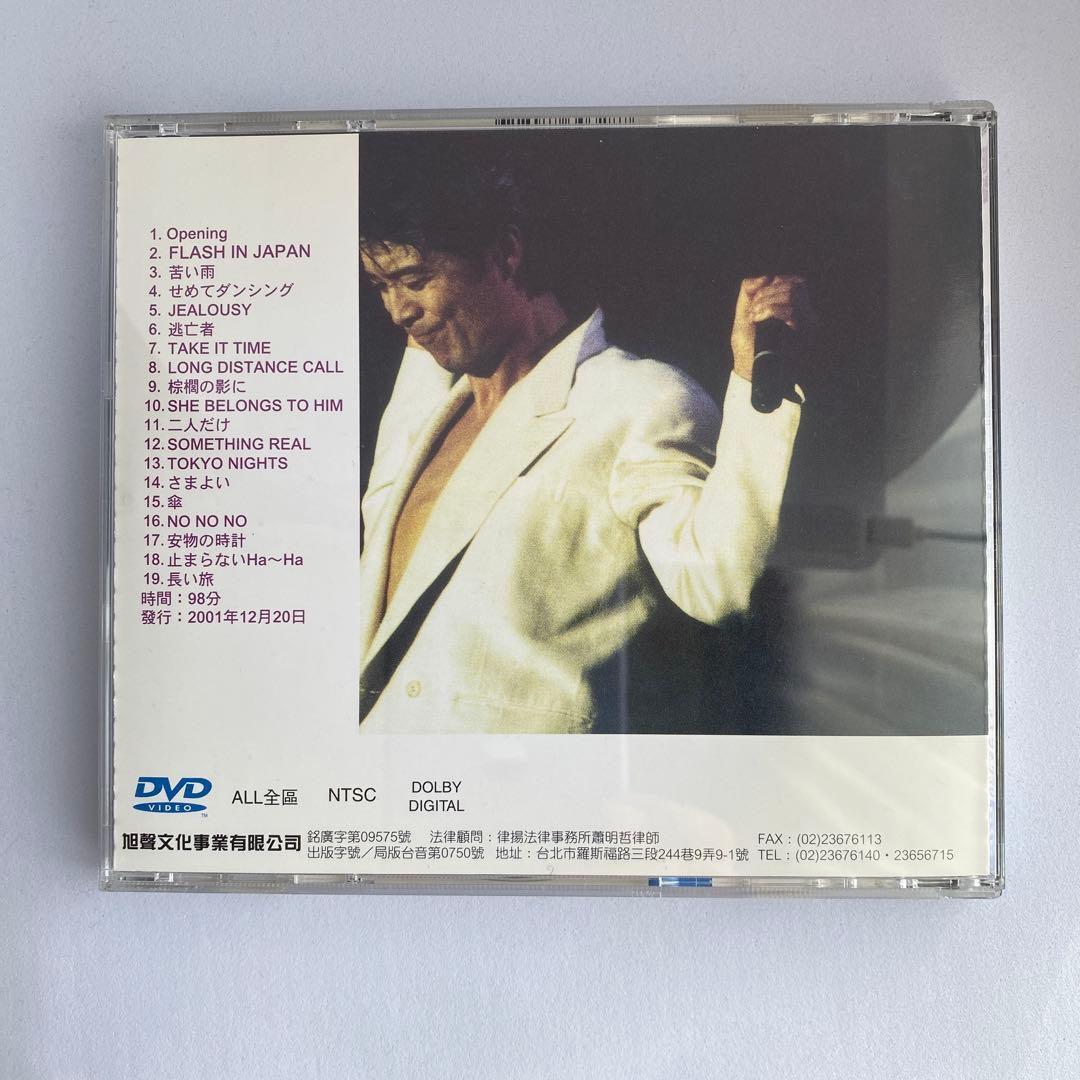 1. Opening
2. FLASH IN JAPAN
3. 苦い雨
4. せめてダンシング
5. JEALOUSY
6. 逃亡者
7. TAKE IT TIME
8. LONG DISTANCE CALL
9. 棕櫚の影に
10. SHE BELONGS TO HIM
11. 二人だけ
12. SOMETHING REAL
13. TOKYO NIGHTS
14. さまよい
15. 傘
16. NO NO NO
17. 安物の時計
18. 止まらないHa〜Ha
19. 長い旅
時間：98分
發行：2001年12月20日
DVD
VIDEO
TM
ALL全區
NTSC
DOLBY
DIGITAL
旭聲文化事業有限公司
銘廣字第09575號 法律顧問：律揚法律事務所蕭明哲律師 FAX：(02)23676113
出版字號／局版台音第0750號 地址：台北市羅斯福路三段244巷9弄9-1號 TEL：(02)23676140・23656715